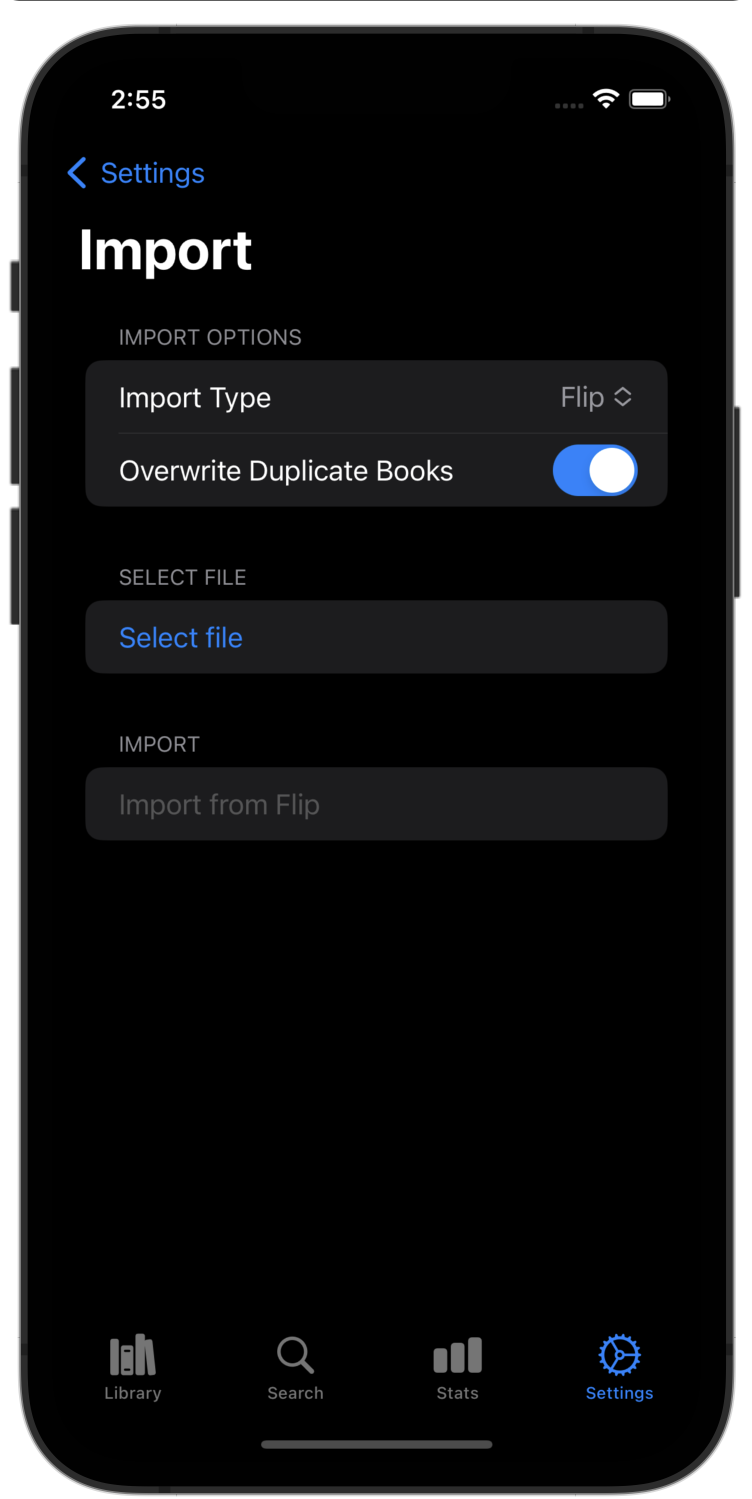 2:55
Settings
Import
IMPORT OPTIONS
Import Type Flip
Overwrite Duplicate Books
SELECT FILE
Select file
IMPORT
Import from Flip
Library Search Stats Settings